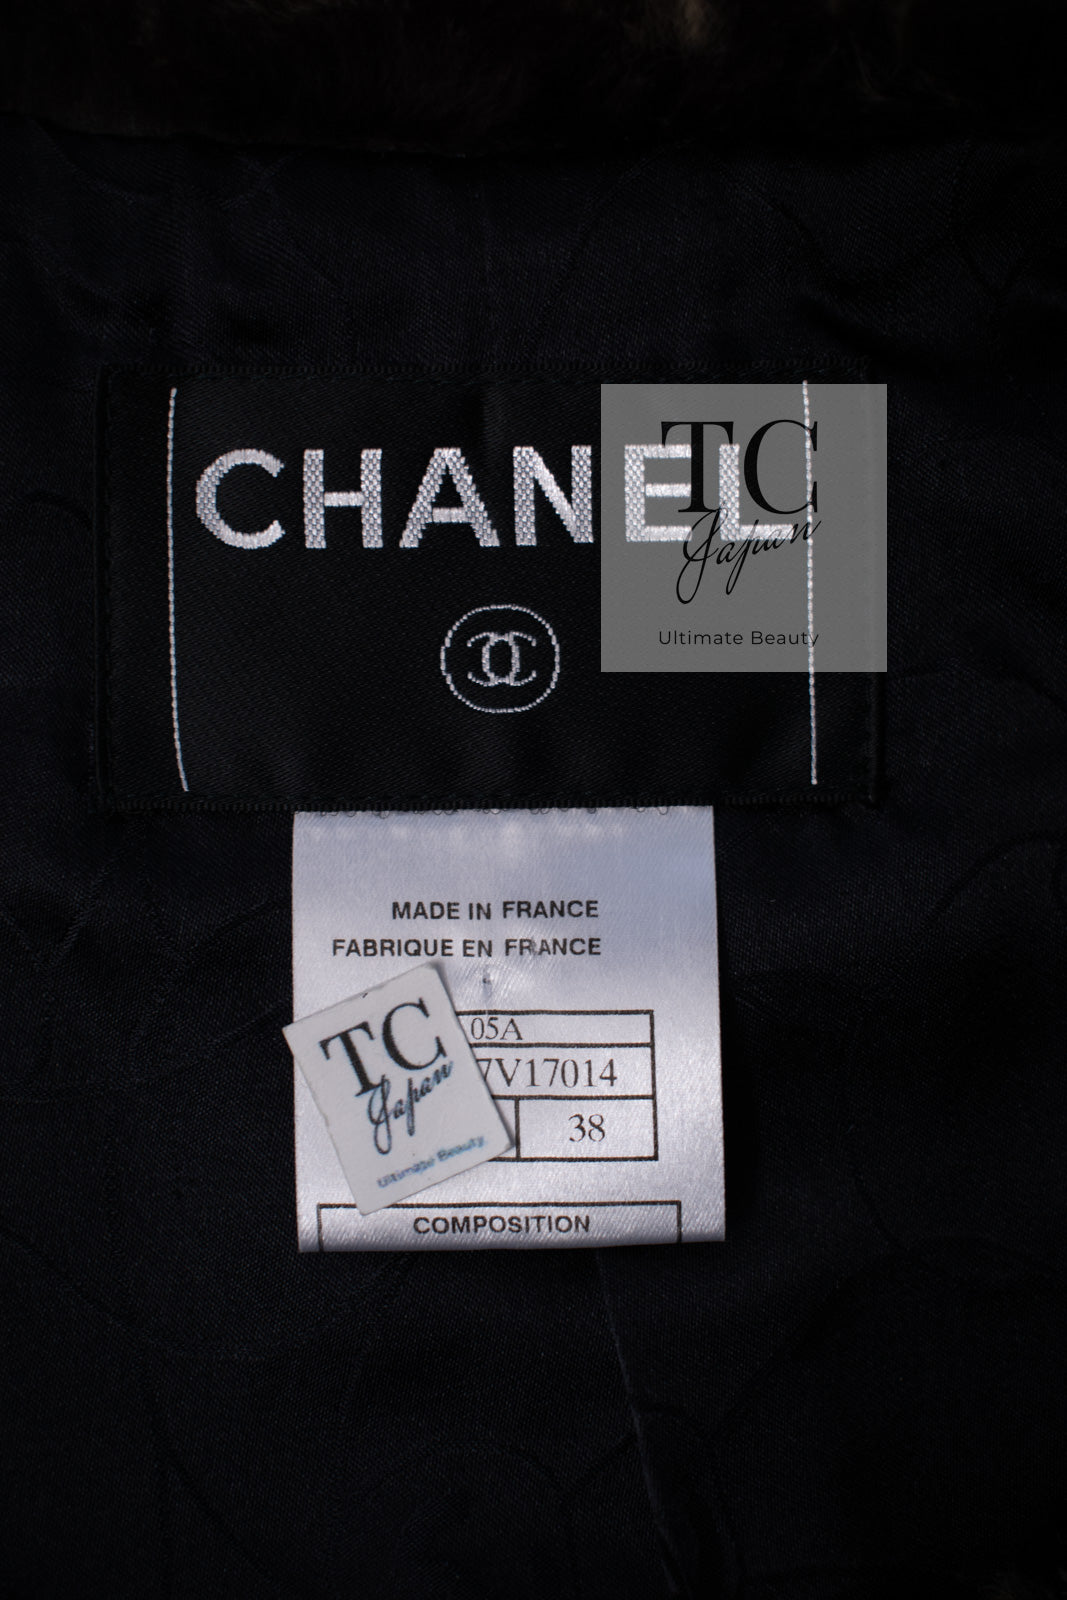 CHANEL
TC
Japan
Ultimate Beauty
MADE IN FRANCE
FABRIQUE EN FRANCE
05A
7V17014
38
TC
Japan
Ultimate Beauty
COMPOSITION